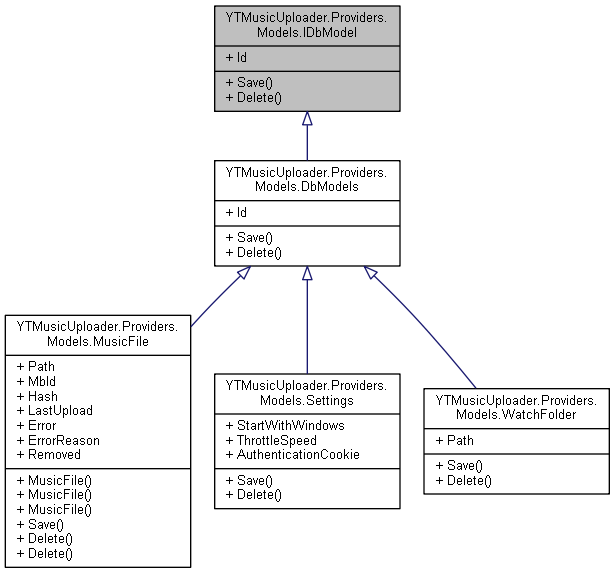 YTMusicUploader.Providers.
Models.IDbModel
+ Id
+ Save()
+ Delete()
YTMusicUploader.Providers.
Models.DbModels
+ Id
+ Save()
+ Delete()
YTMusicUploader.Providers.
Models.MusicFile
+ Path
+ MbId
+ Hash
+ LastUpload
+ Error
+ ErrorReason
+ Removed
+ MusicFile()
+ MusicFile()
+ MusicFile()
+ Save()
+ Delete()
+ Delete()
YTMusicUploader.Providers.
Models.Settings
+ StartWithWindows
+ ThrottleSpeed
+ AuthenticationCookie
+ Save()
+ Delete()
YTMusicUploader.Providers.
Models.WatchFolder
+ Path
+ Save()
+ Delete()